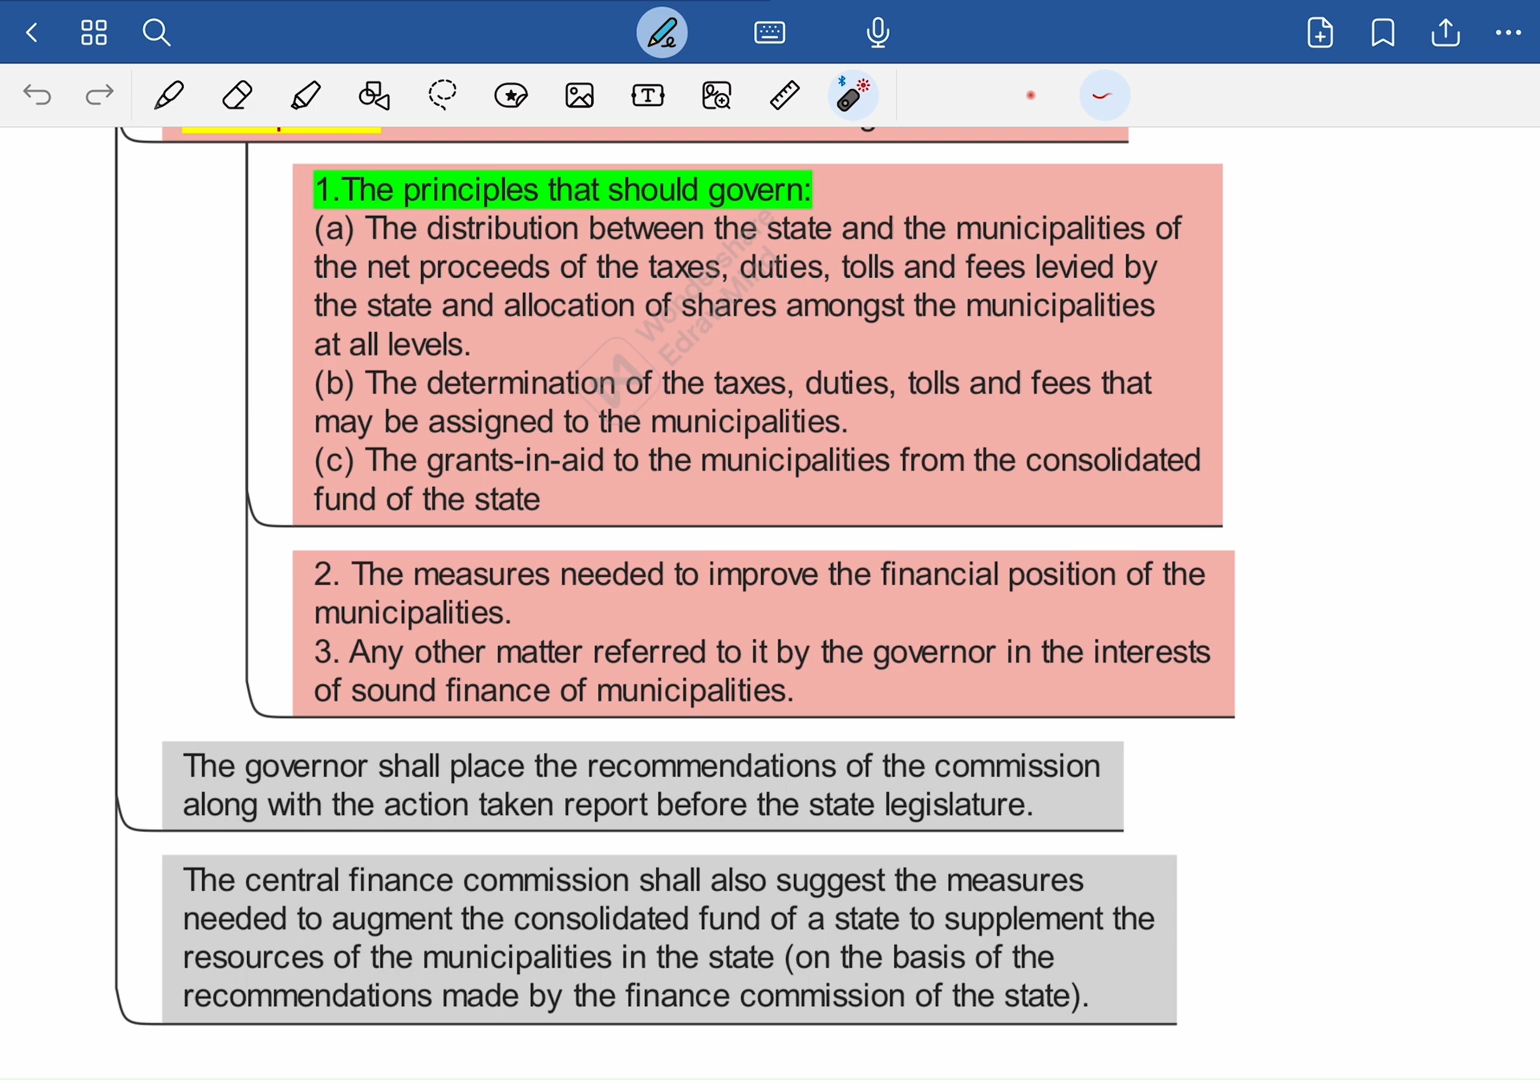 1.The principles that should govern:
(a) The distribution between the state and the municipalities of
the net proceeds of the taxes, duties, tolls and fees levied by
the state and allocation of shares amongst the municipalities
at all levels.
(b) The determination of the taxes, duties, tolls and fees that
may be assigned to the municipalities.
(c) The grants-in-aid to the municipalities from the consolidated
fund of the state
Wondershare
EdrawMind
2. The measures needed to improve the financial position of the
municipalities.
3. Any other matter referred to it by the governor in the interests
of sound finance of municipalities.
The governor shall place the recommendations of the commission
along with the action taken report before the state legislature.
The central finance commission shall also suggest the measures
needed to augment the consolidated fund of a state to supplement the
resources of the municipalities in the state (on the basis of the
recommendations made by the finance commission of the state).